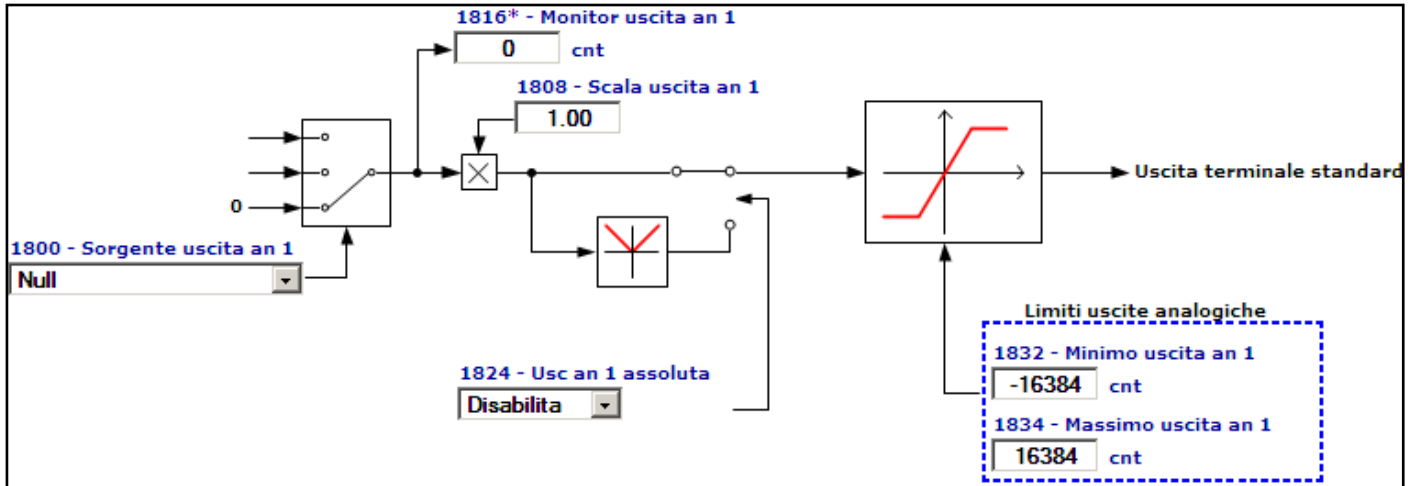 1816* - Monitor uscita an 1
0 cnt
1808 - Scala uscita an 1
1.00
Uscita terminale standard
0
1800 - Sorgente uscita an 1
Null
Limiti uscite analogiche
1832 - Minimo uscita an 1
-16384 cnt
1824 - Usc an 1 assoluta
Disabilita
1834 - Massimo uscita an 1
16384 cnt